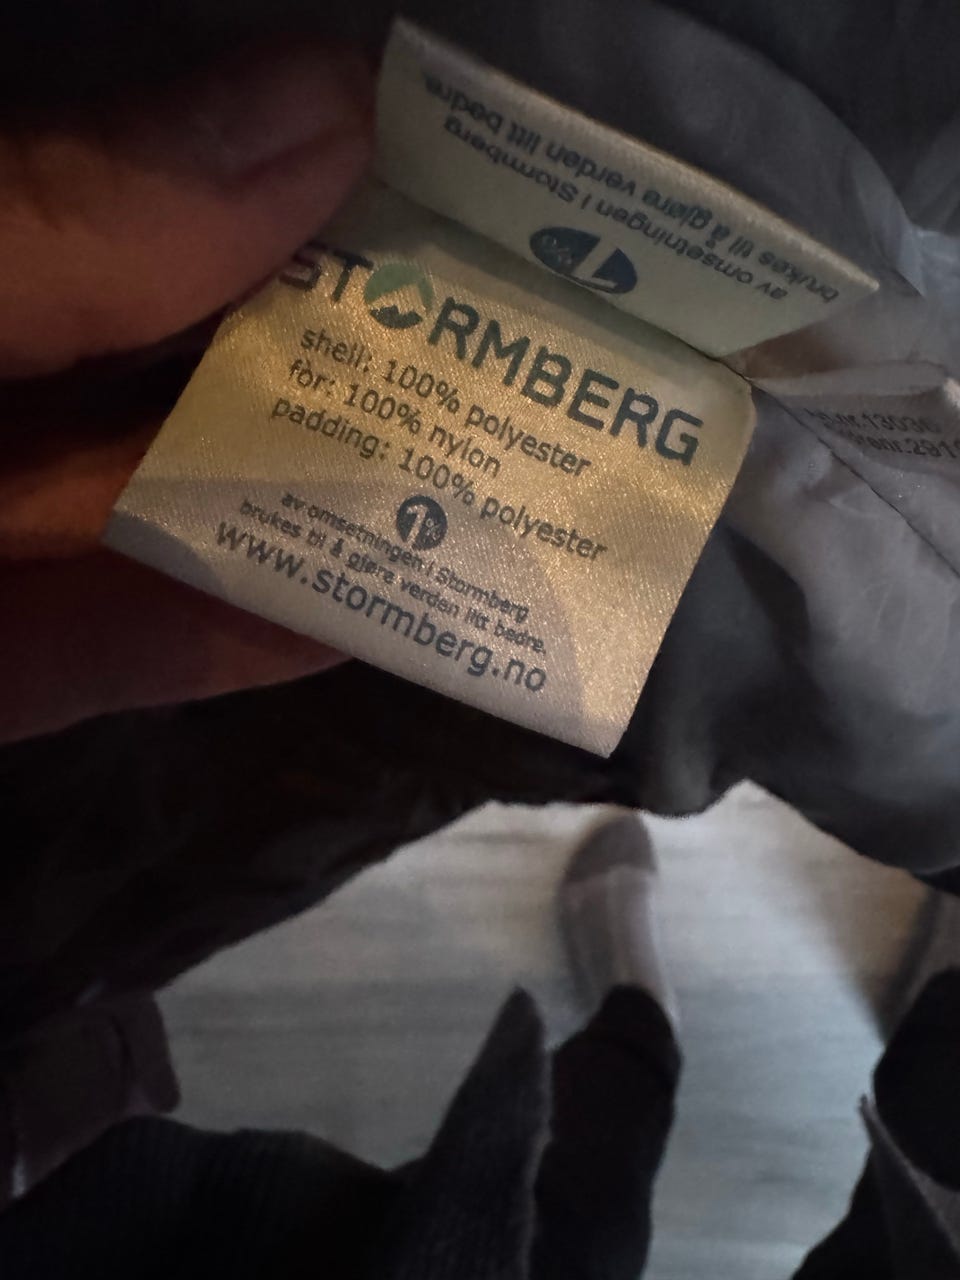 av omsetningen i Stormberg
brukes til å gjøre verden litt bedre.
1%
STORMBERG
shell: 100% polyester
fôr: 100% nylon
padding: 100% polyester
1%
av omsetningen i Stormberg
brukes til å gjøre verden litt bedre.
www.stormberg.no